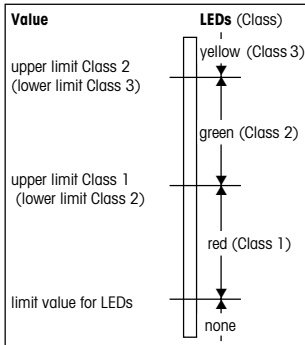 Value LEDs (Class)
yellow (Class 3)
upper limit Class 2
(lower limit Class 3)
green (Class 2)
upper limit Class 1
(lower limit Class 2)
red (Class 1)
limit value for LEDs
none